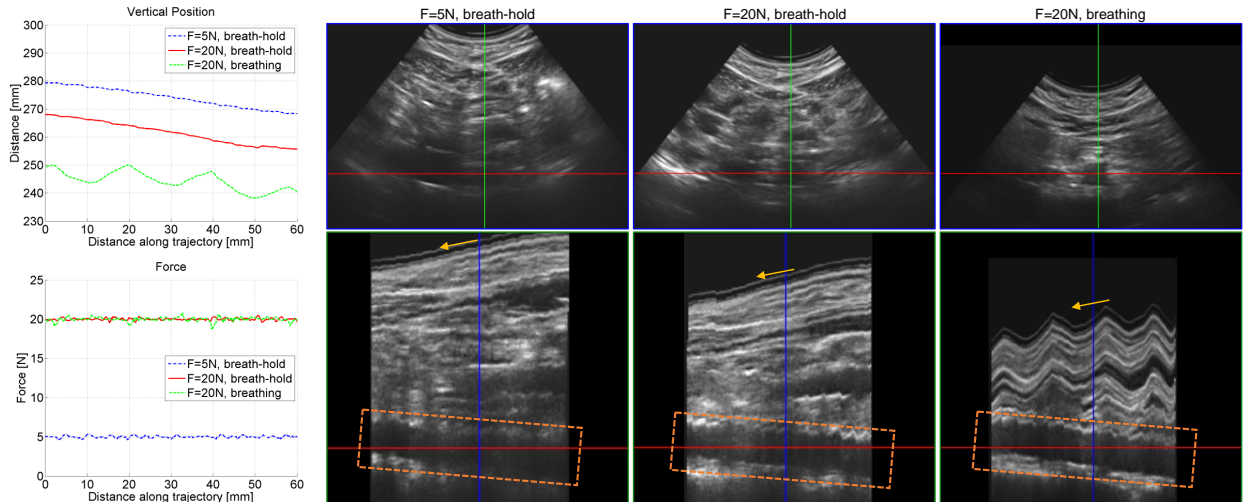 Vertical Position
300
290
280
270
260
250
240
230
Distance [mm]
F=5N, breath-hold
F=20N, breath-hold
F=20N, breathing
0 10 20 30 40 50 60
Distance along trajectory [mm]
Force
25
20
15
10
5
0
Force [N]
F=5N, breath-hold
F=20N, breath-hold
F=20N, breathing
0 10 20 30 40 50 60
Distance along trajectory [mm]
F=5N, breath-hold
F=20N, breath-hold
F=20N, breathing